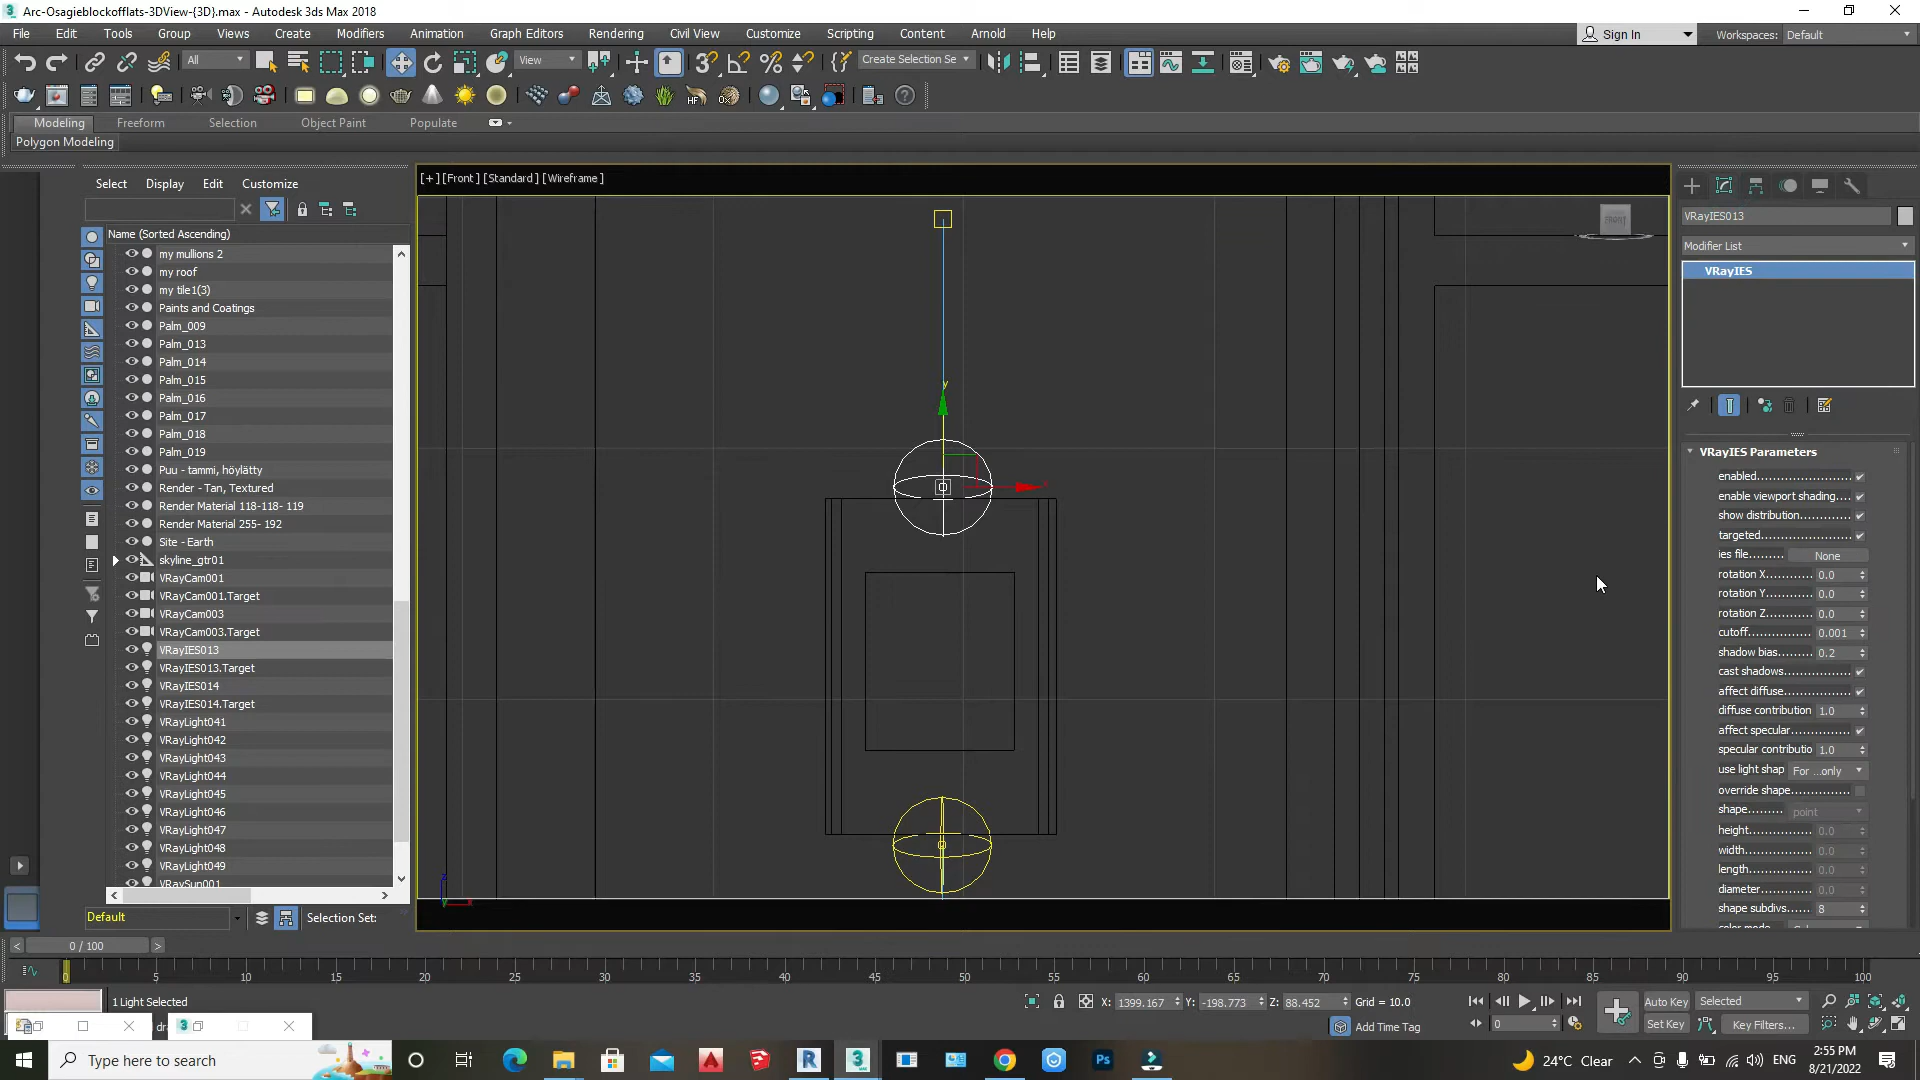 Arc-Osagieblockofflats-3DView-{3D}.max - Autodesk 3ds Max 2018
File Edit Tools Group Views Create Modifiers Animation Graph Editors Rendering Civil View Customize Scripting Content Arnold Help
Sign In
Workspaces: Default
All
View
Create Selection Se
Modeling Freeform Selection Object Paint Populate
Polygon Modeling
Select Display Edit Customize
Name (Sorted Ascending)
my mullions 2
my roof
my tile1(3)
Paints and Coatings
Palm_009
Palm_013
Palm_014
Palm_015
Palm_016
Palm_017
Palm_018
Palm_019
Puu - tammi, höylätty
Render - Tan, Textured
Render Material 118-118- 119
Render Material 255- 192
Site - Earth
skyline_gtr01
VRayCam001
VRayCam001.Target
VRayCam003
VRayCam003.Target
VRayIES013
VRayIES013.Target
VRayIES014
VRayIES014.Target
VRayLight041
VRayLight042
VRayLight043
VRayLight044
VRayLight045
VRayLight046
VRayLight047
VRayLight048
VRayLight049
VRaySun001
Default
Selection Set:
[+] [Front] [Standard] [Wireframe]
FRONT
y
x
z
VRayIES013
Modifier List
VRayIES
VRayIES Parameters
enabled
enable viewport shading
show distribution
targeted
ies file......... None
rotation X............ 0.0
rotation Y............ 0.0
rotation Z............ 0.0
cutoff................. 0.001
shadow bias......... 0.2
cast shadows
affect diffuse
diffuse contribution 1.0
affect specular
specular contributio 1.0
use light shap For ...only
override shape
shape......... point
height................ 0.0
width................. 0.0
length................ 0.0
diameter............. 0.0
shape subdivs...... 8
0 / 100
0 5 10 15 20 25 30 35 40 45 50 55 60 65 70 75 80 85 90 95 100
1 Light Selected
X: 1399.167 Y: -198.773 Z: 88.452 Grid = 10.0
Add Time Tag
0
Auto Key Selected
Set Key Key Filters...
Type here to search
24°C Clear
ENG
2:55 PM
8/21/2022